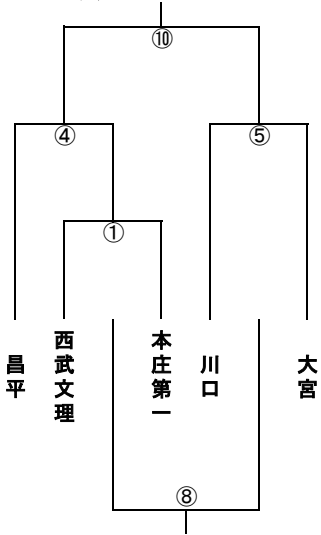 ⑩
④
⑤
①
昌平
西武文理
本庄第一
川口
大宮
⑧